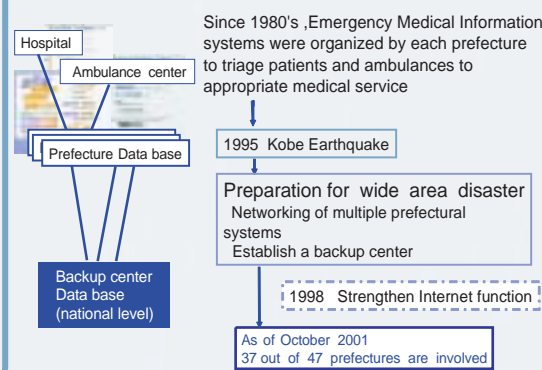 Since 1980's ,Emergency Medical Information
systems were organized by each prefecture
to triage patients and ambulances to
appropriate medical service
Hospital
Ambulance center
Prefecture Data base
Backup center
Data base
(national level)
1995 Kobe Earthquake
Preparation for wide area disaster
Networking of multiple prefectural
systems
Establish a backup center
1998 Strengthen Internet function
As of October 2001
37 out of 47 prefectures are involved